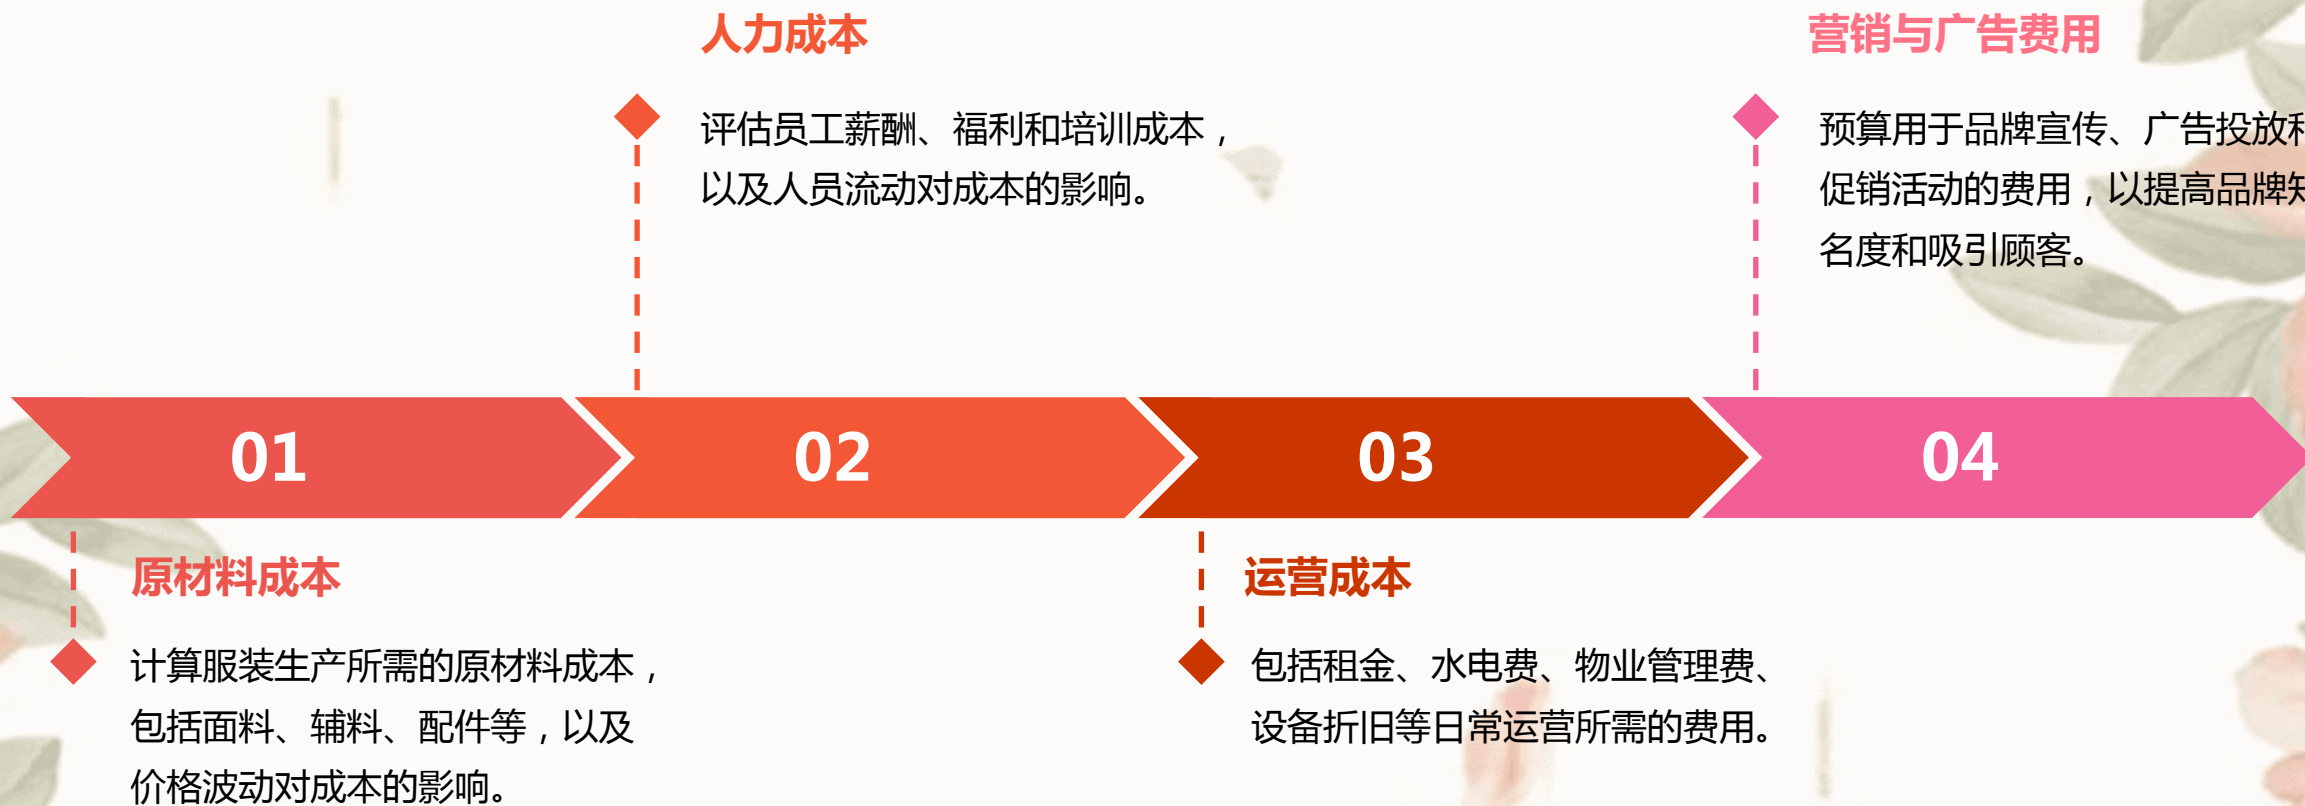 人力成本
评估员工薪酬、福利和培训成本，
以及人员流动对成本的影响。
营销与广告费用
预算用于品牌宣传、广告投放和
促销活动的费用，以提高品牌知
名度和吸引顾客。
01
02
03
04
原材料成本
计算服装生产所需的原材料成本，
包括面料、辅料、配件等，以及
价格波动对成本的影响。
运营成本
包括租金、水电费、物业管理费、
设备折旧等日常运营所需的费用。